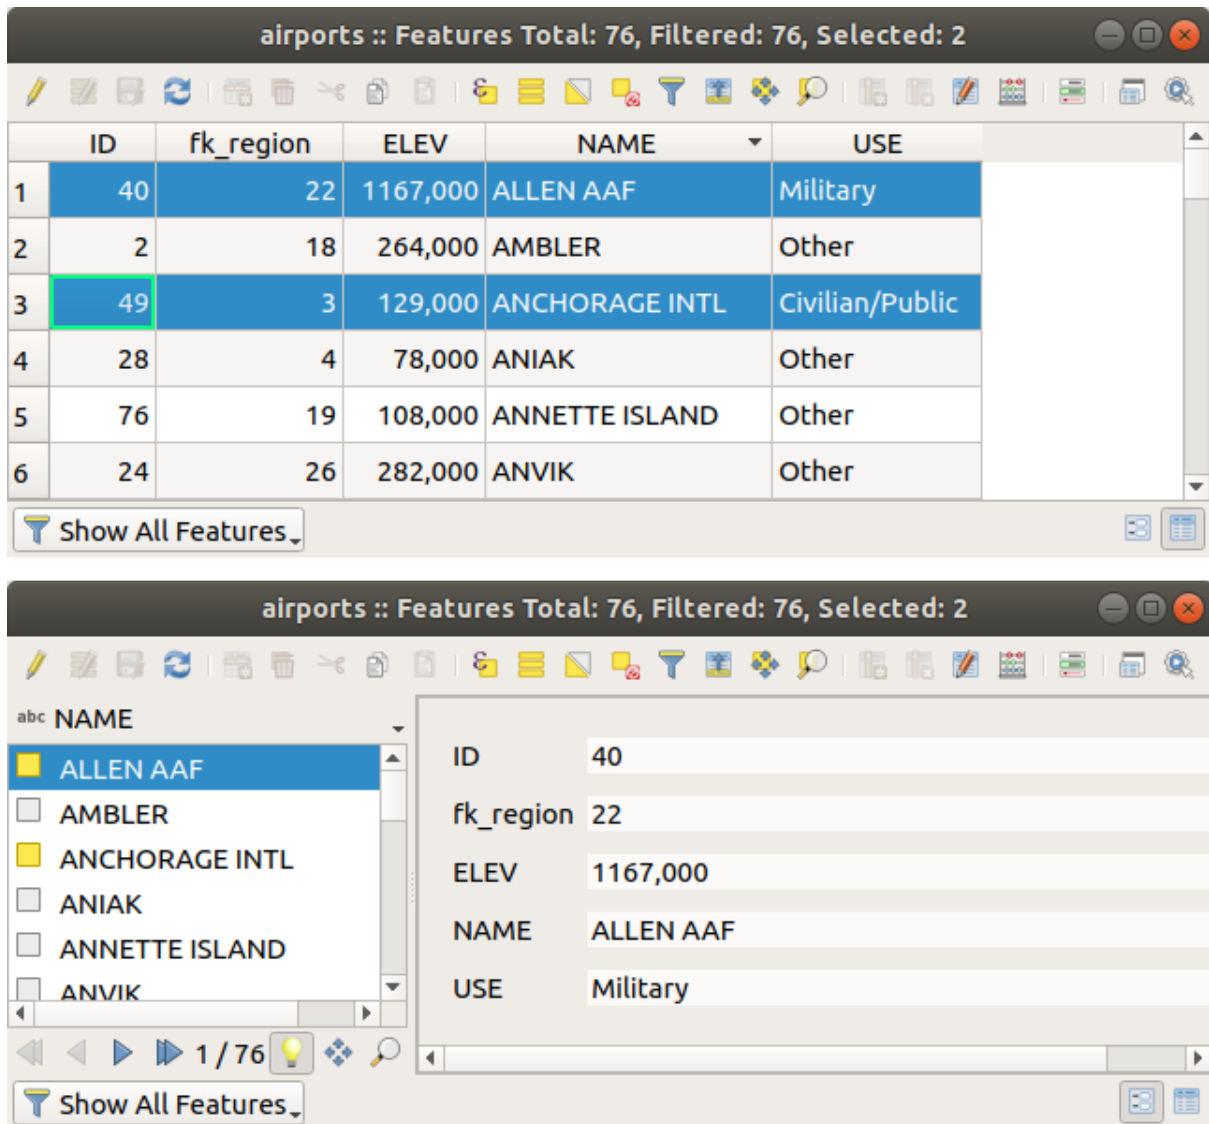 airports :: Features Total: 76, Filtered: 76, Selected: 2
ID fk_region ELEV NAME USE
1 40 22 1167,000 ALLEN AAF Military
2 2 18 264,000 AMBLER Other
3 49 3 129,000 ANCHORAGE INTL Civilian/Public
4 28 4 78,000 ANIAK Other
5 76 19 108,000 ANNETTE ISLAND Other
6 24 26 282,000 ANVIK Other
Show All Features
airports :: Features Total: 76, Filtered: 76, Selected: 2
abc NAME
ALLEN AAF
AMBLER
ANCHORAGE INTL
ANIAK
ANNETTE ISLAND
ANVIK
1 / 76
ID 40
fk_region 22
ELEV 1167,000
NAME ALLEN AAF
USE Military
Show All Features